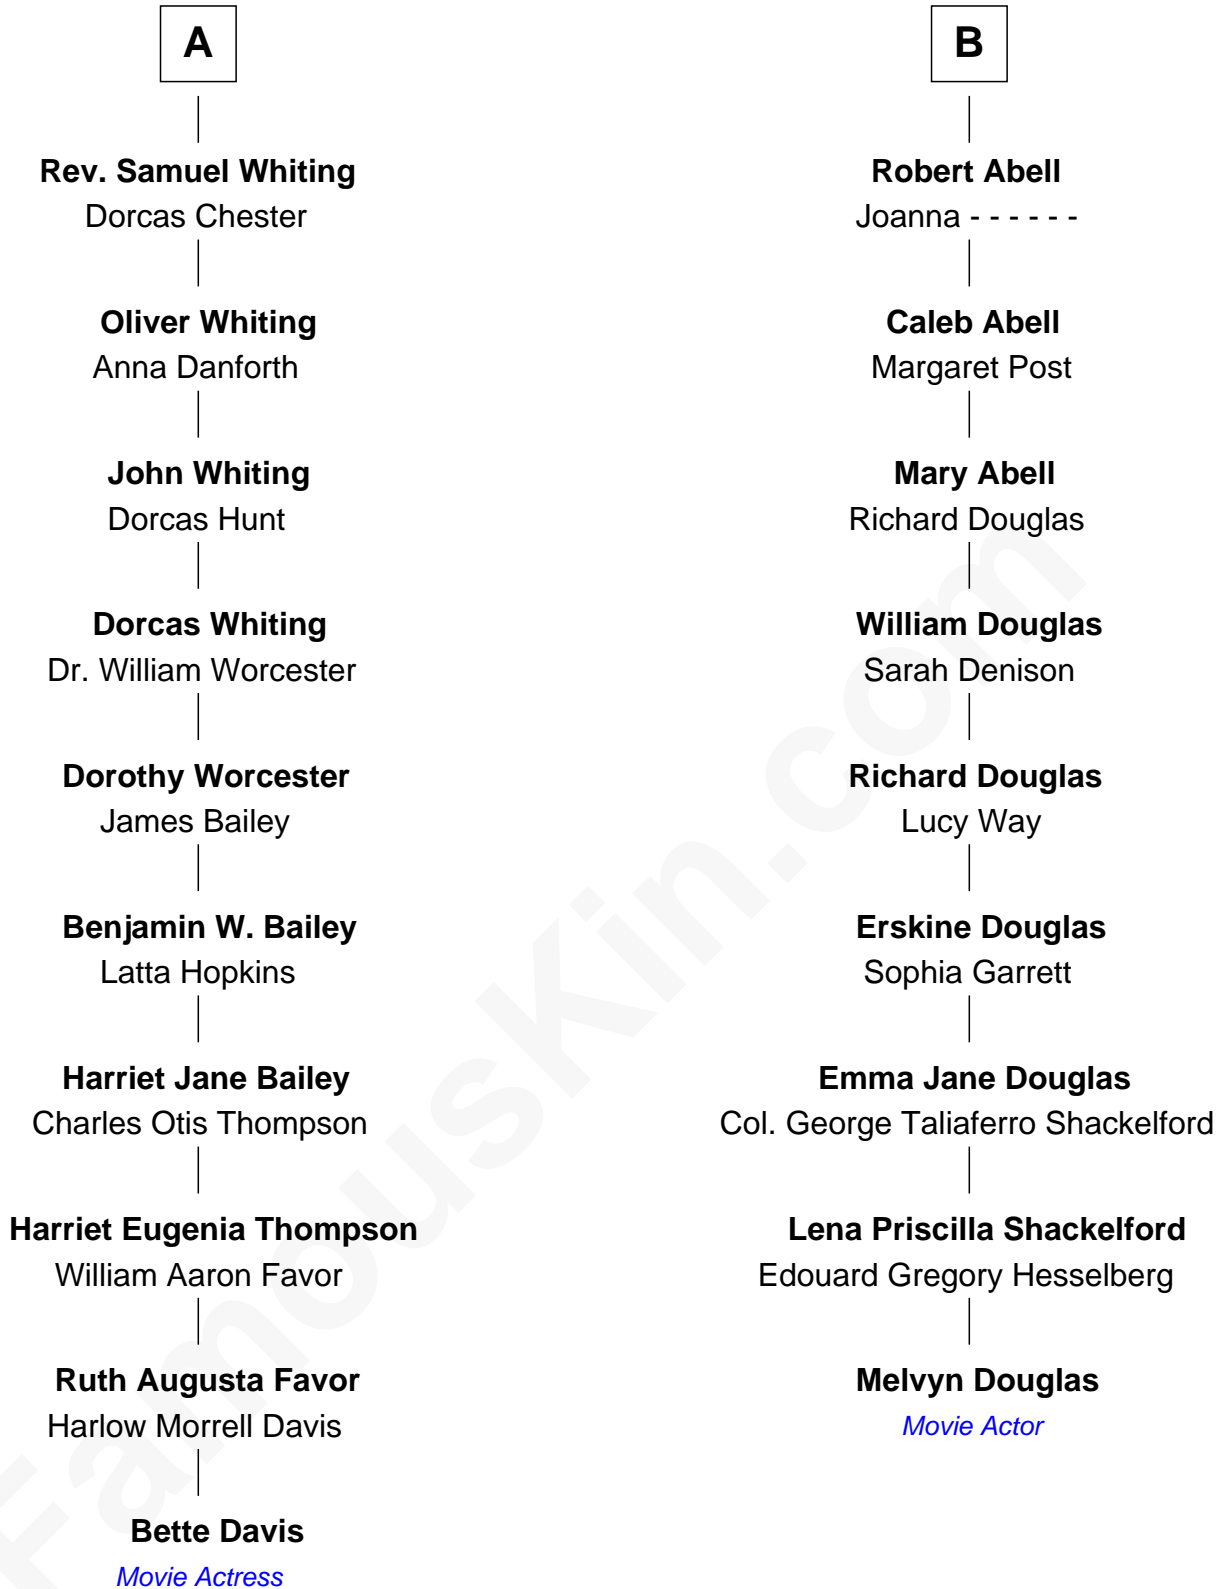 A
Rev. Samuel Whiting
Dorcas Chester
Oliver Whiting
Anna Danforth
John Whiting
Dorcas Hunt
Dorcas Whiting
Dr. William Worcester
Dorothy Worcester
James Bailey
Benjamin W. Bailey
Latta Hopkins
Harriet Jane Bailey
Charles Otis Thompson
Harriet Eugenia Thompson
William Aaron Favor
Ruth Augusta Favor
Harlow Morrell Davis
Bette Davis
Movie Actress
B
Robert Abell
Joanna - - - - - -
Caleb Abell
Margaret Post
Mary Abell
Richard Douglas
William Douglas
Sarah Denison
Richard Douglas
Lucy Way
Erskine Douglas
Sophia Garrett
Emma Jane Douglas
Col. George Taliaferro Shackelford
Lena Priscilla Shackelford
Edouard Gregory Hesselberg
Melvyn Douglas
Movie Actor
FamousKin.com